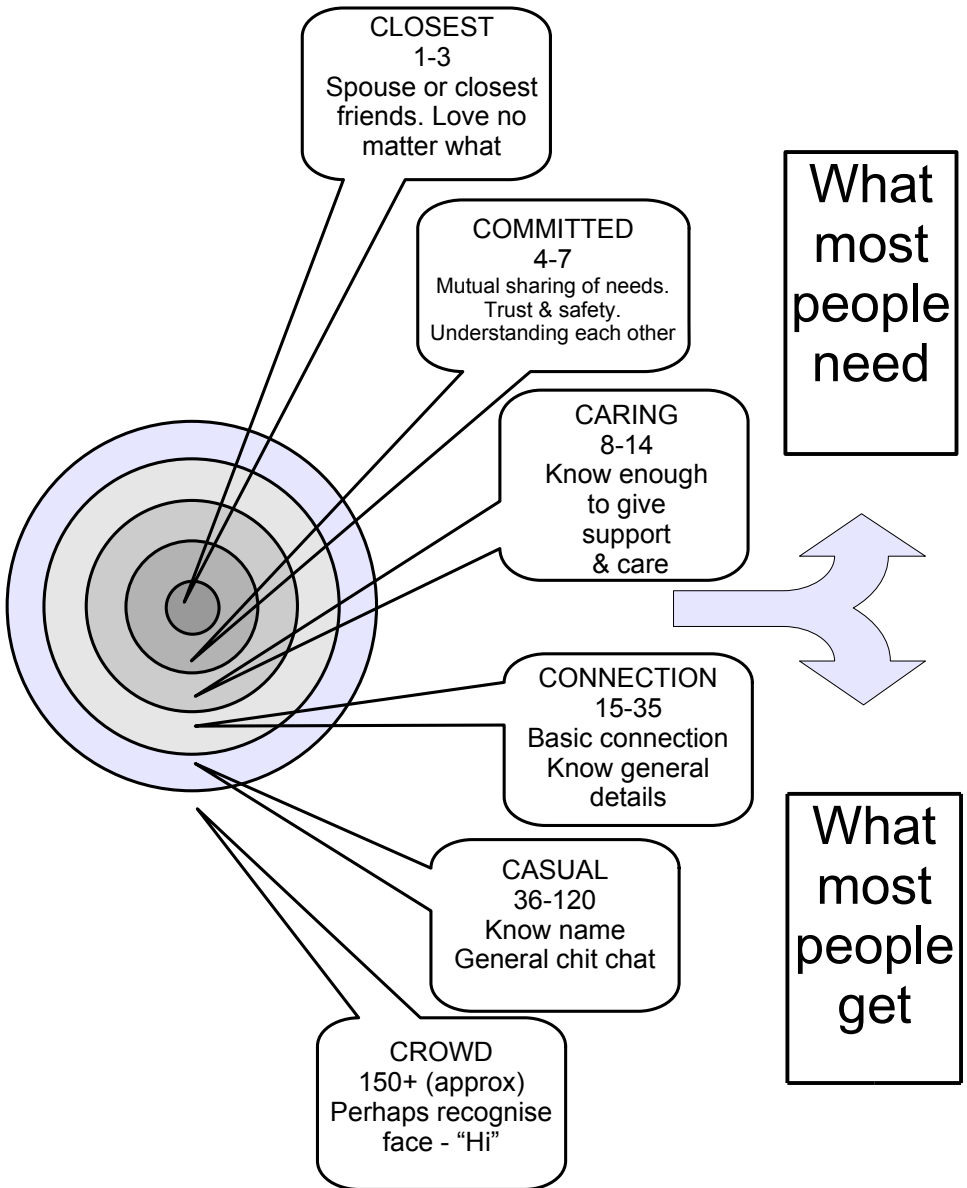 CLOSEST
1-3
Spouse or closest
friends. Love no
matter what
COMMITTED
4-7
Mutual sharing of needs.
Trust & safety.
Understanding each other
CARING
8-14
Know enough
to give
support
& care
CONNECTION
15-35
Basic connection
Know general
details
CASUAL
36-120
Know name
General chit chat
CROWD
150+ (approx)
Perhaps recognise
face - “Hi”
What
most
people
need
What
most
people
get